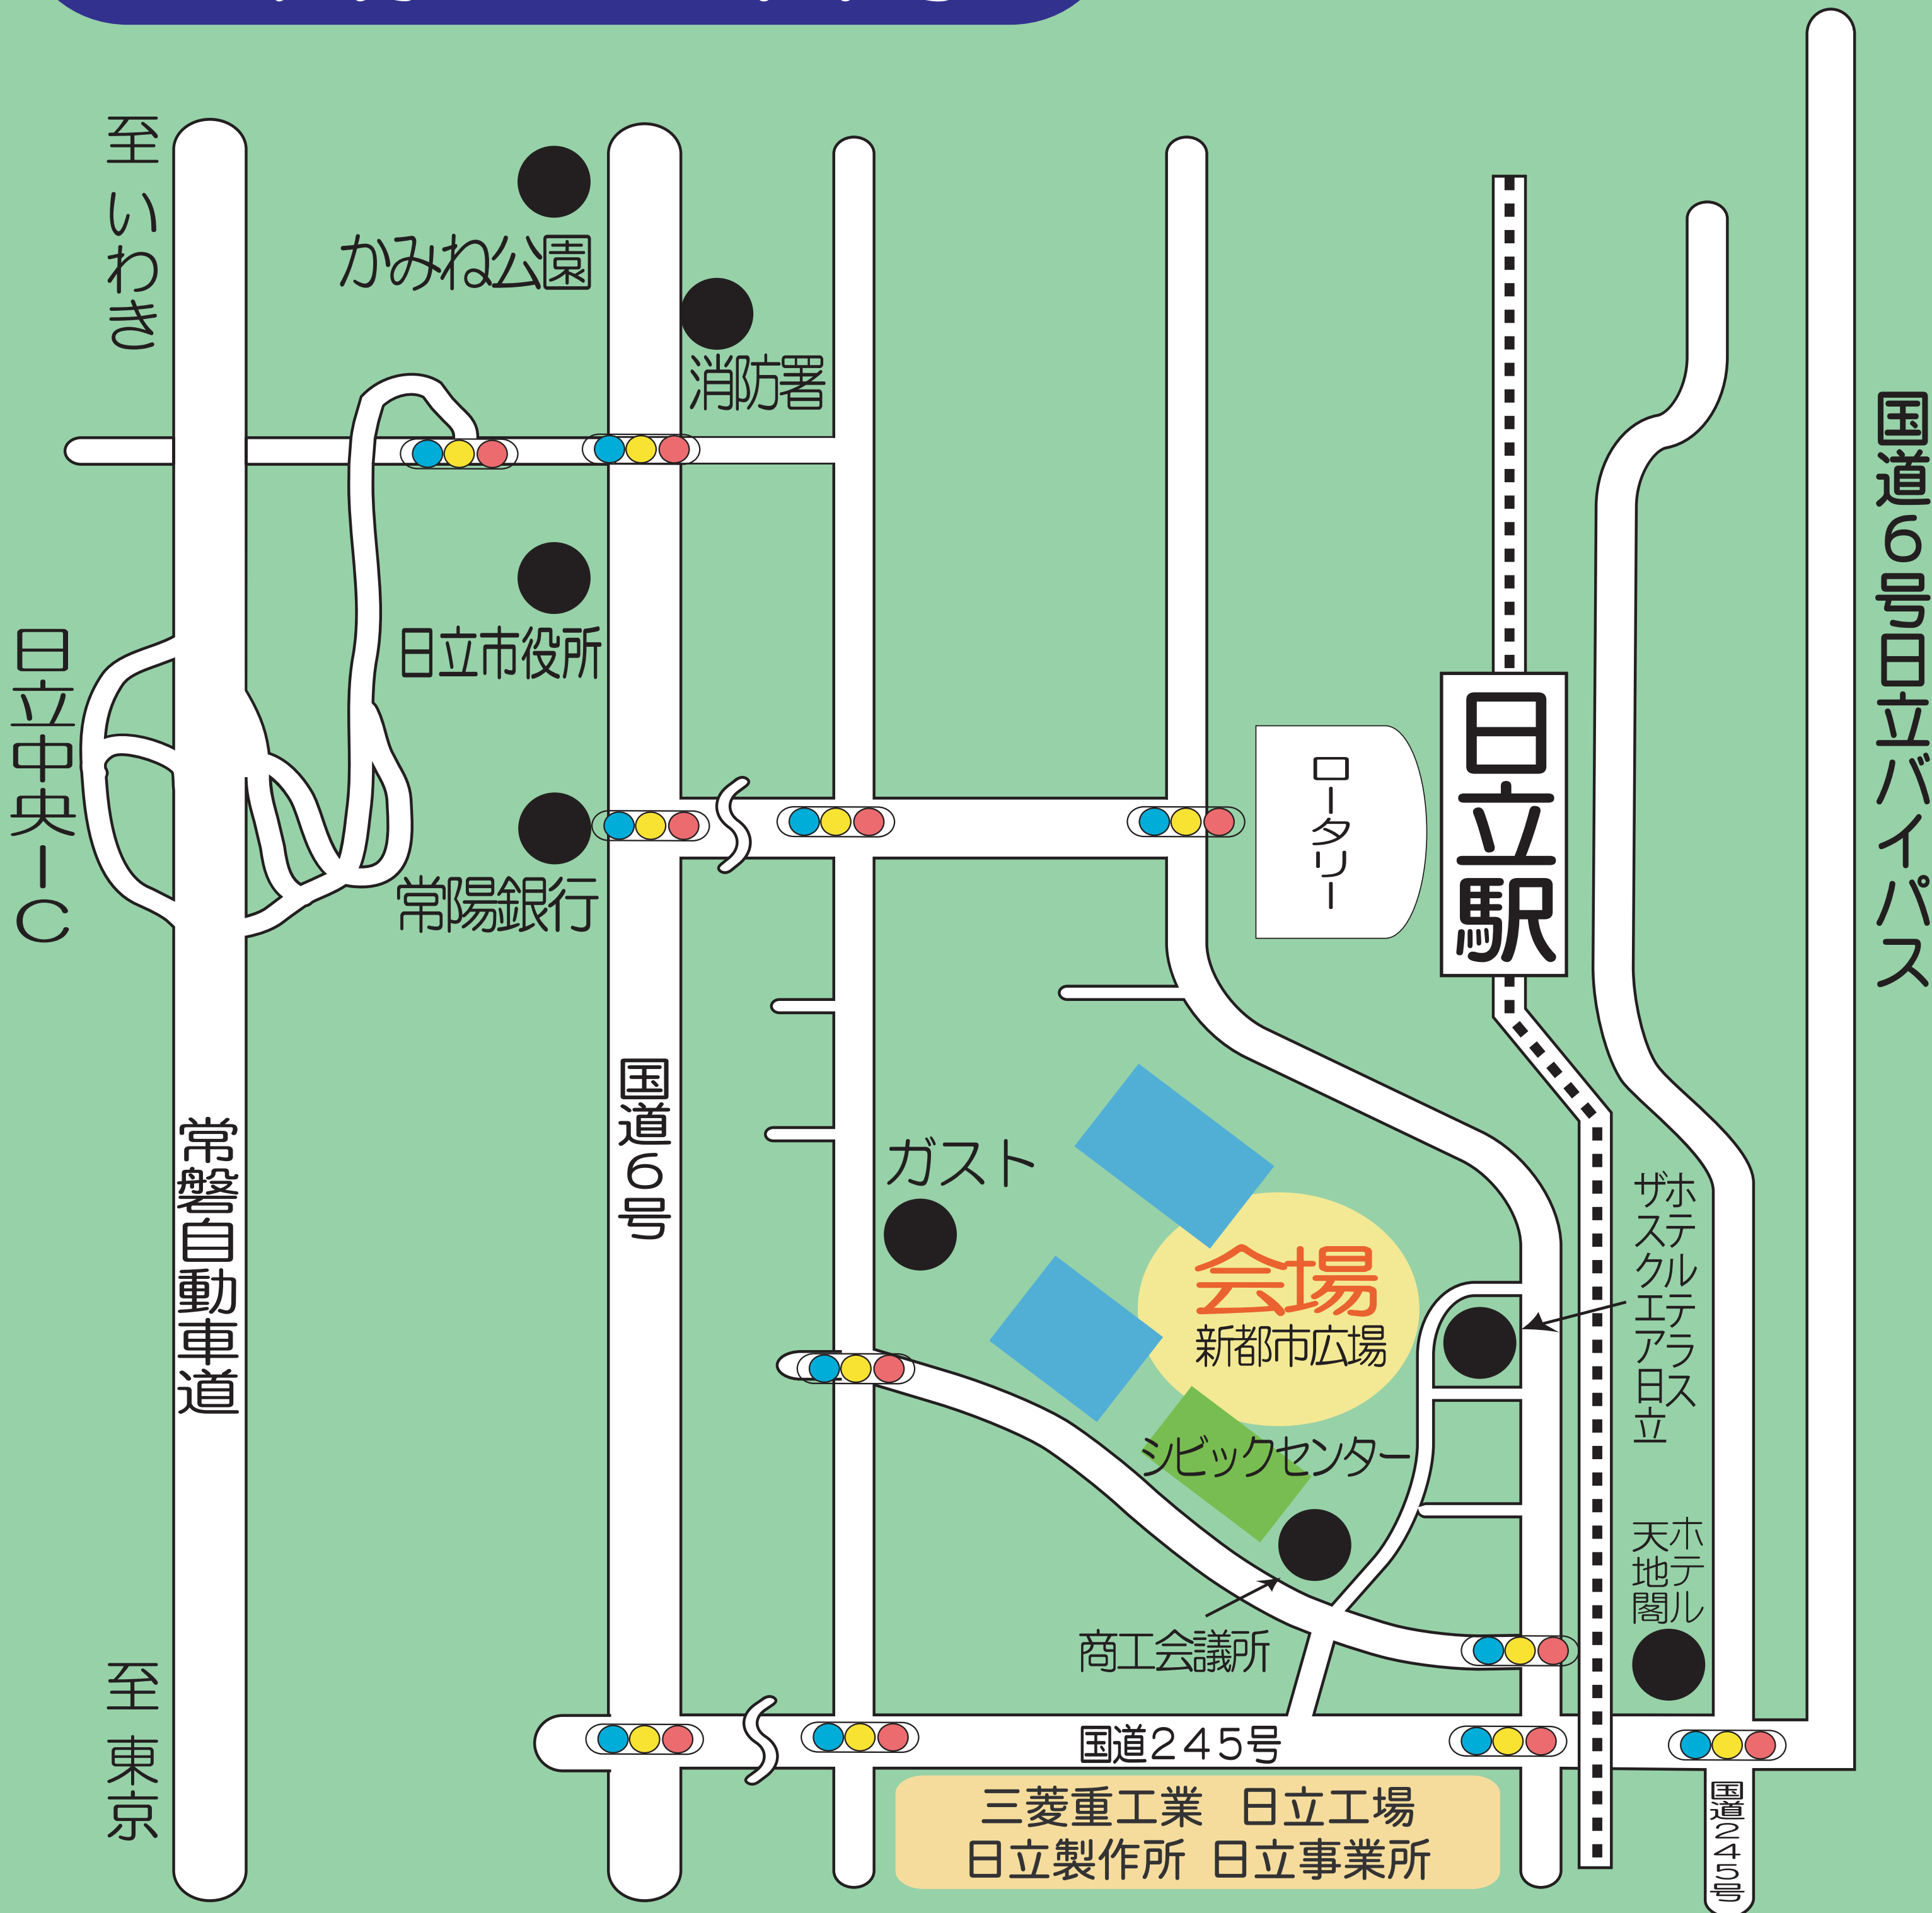 至 いわき
かみね公園
消防署
国道6号日立バイパス
日立中央IC
日立市役所
日立駅
ロータリー
常陽銀行
国道6号
常磐自動車道
ガスト
ホテルテラス
ザスクエア日立
会場
新都市広場
シビックセンター
ホテル
天地閣
商工会議所
至 東京
国道245号
三菱重工業 日立工場
日立製作所 日立事業所
国道245号